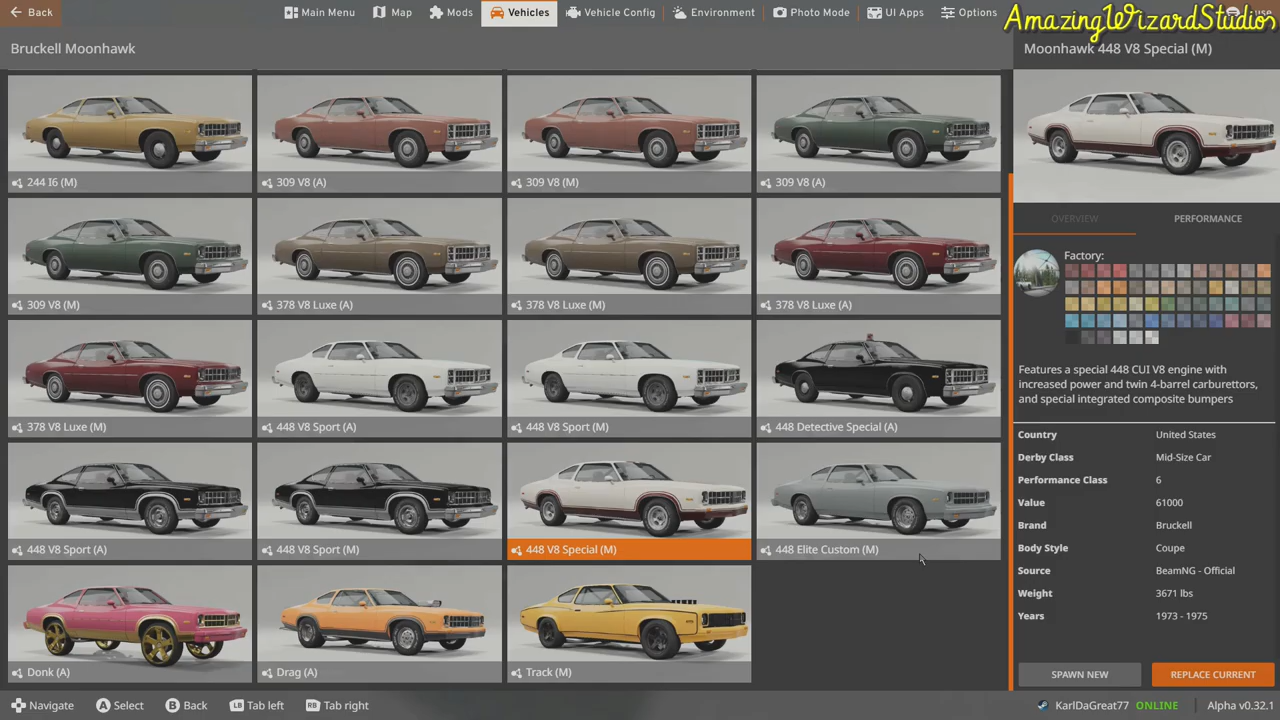 Back
Main Menu
Map
Mods
Vehicles
Vehicle Config
Environment
Photo Mode
UI Apps
Options
AmazingWizardStudios
Bruckell Moonhawk
Moonhawk 448 V8 Special (M)
244 I6 (M)
309 V8 (A)
309 V8 (M)
309 V8 (A)
309 V8 (M)
378 V8 Luxe (A)
378 V8 Luxe (M)
378 V8 Luxe (A)
378 V8 Luxe (M)
448 V8 Sport (A)
448 V8 Sport (M)
448 Detective Special (A)
448 V8 Sport (A)
448 V8 Sport (M)
448 V8 Special (M)
448 Elite Custom (M)
Donk (A)
Drag (A)
Track (M)
OVERVIEW
PERFORMANCE
Factory:
Features a special 448 CUI V8 engine with
increased power and twin 4-barrel carburettors,
and special integrated composite bumpers
Country United States
Derby Class Mid-Size Car
Performance Class 6
Value 61000
Brand Bruckell
Body Style Coupe
Source BeamNG - Official
Weight 3671 lbs
Years 1973 - 1975
SPAWN NEW
REPLACE CURRENT
Navigate
A Select
B Back
LB Tab left
RB Tab right
KarlDaGreat77 ONLINE
Alpha v0.32.1